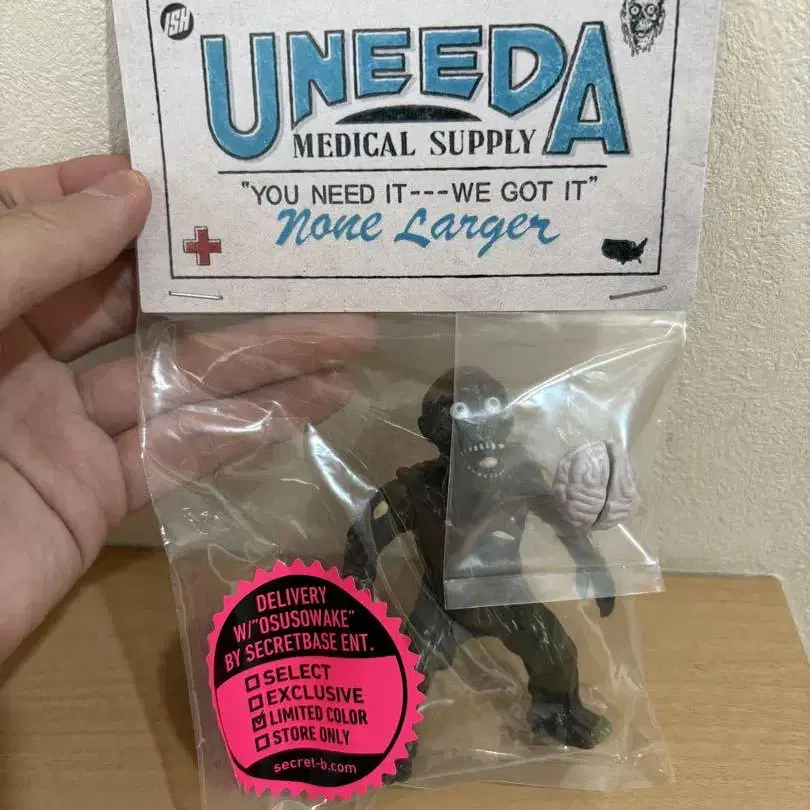 ISH
UNEEDA
MEDICAL SUPPLY
"YOU NEED IT---WE GOT IT"
None Larger
DELIVERY
W/"OSUSOWAKE"
BY SECRETBASE ENT.
SELECT
EXCLUSIVE
LIMITED COLOR
STORE ONLY
secret-b.com